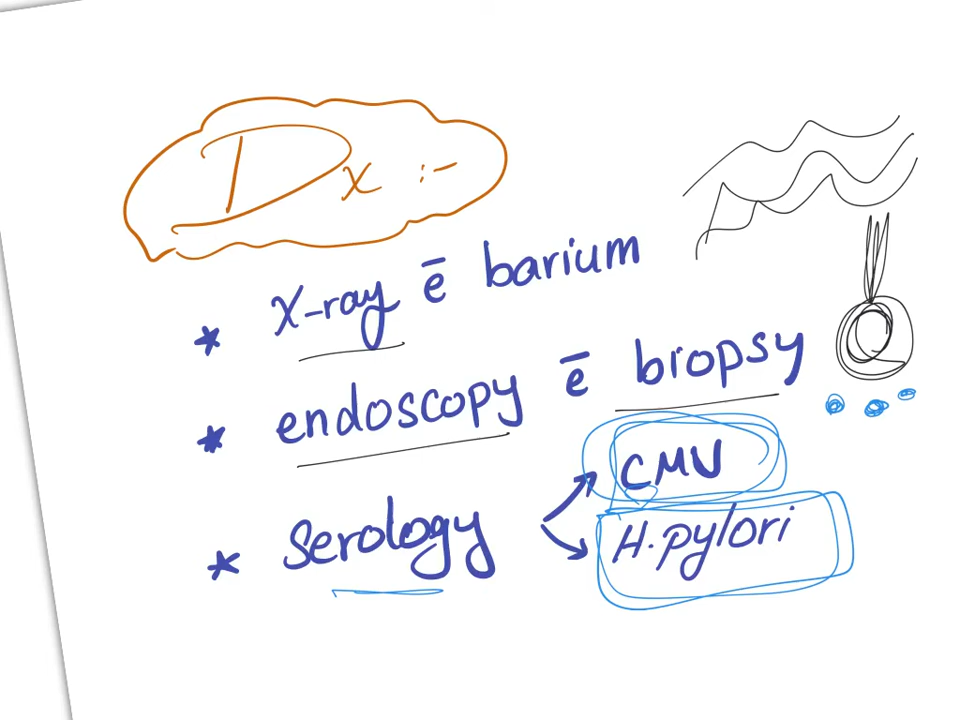 Dx :-
* X-ray ē barium
* endoscopy ē biopsy
* Serology
CMV
H.pylori